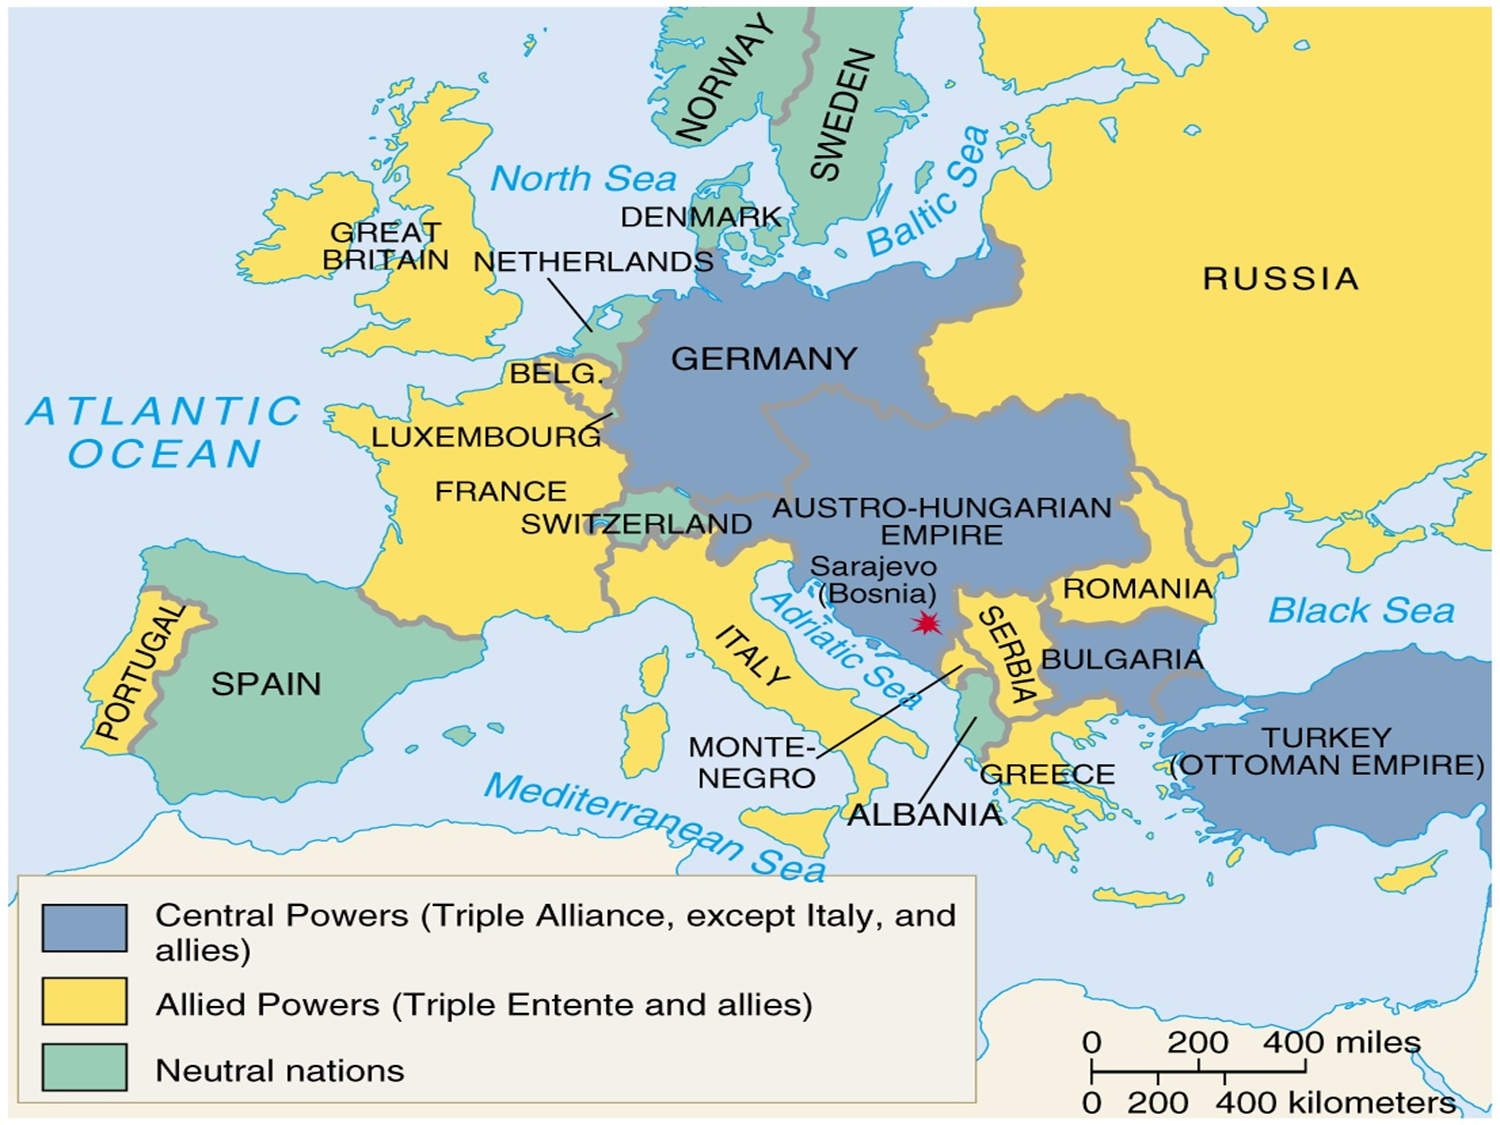 NORWAY
SWEDEN
North Sea
Baltic Sea
DENMARK
GREAT
BRITAIN
NETHERLANDS
RUSSIA
GERMANY
BELG.
ATLANTIC
OCEAN
LUXEMBOURG
FRANCE
SWITZERLAND
AUSTRO-HUNGARIAN
EMPIRE
Sarajevo
(Bosnia)
ROMANIA
Adriatic Sea
SERBIA
Black Sea
PORTUGAL
SPAIN
ITALY
BULGARIA
MONTE-
NEGRO
TURKEY
(OTTOMAN EMPIRE)
GREECE
ALBANIA
Mediterranean Sea
Central Powers (Triple Alliance, except Italy, and
allies)
Allied Powers (Triple Entente and allies)
Neutral nations
0 200 400 miles
0 200 400 kilometers